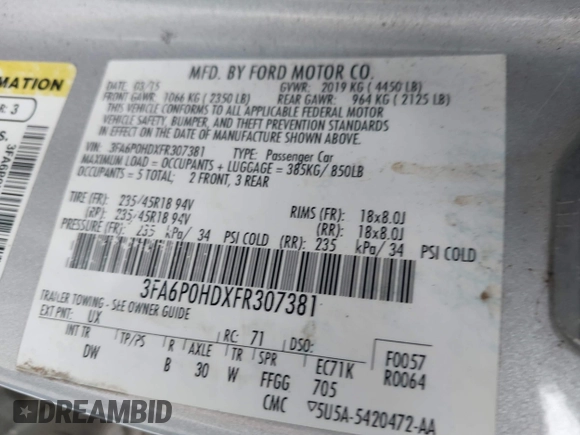 MFD. BY FORD MOTOR CO.
DATE: 03/15 GVWR: 2019 KG ( 4450 LB)
FRONT GAWR: 1066 KG ( 2350 LB) REAR GAWR: 964 KG ( 2125 LB)
THIS VEHICLE CONFORMS TO ALL APPLICABLE FEDERAL MOTOR
VEHICLE SAFETY, BUMPER, AND THEFT PREVENTION STANDARDS
IN EFFECT ON THE DATE OF MANUFACTURE SHOWN ABOVE.
VIN: 3FA6P0HDXFR307381 TYPE: Passenger Car
MAXIMUM LOAD = OCCUPANTS + LUGGAGE = 385KG/ 850LB
OCCUPANTS = 5 TOTAL; 2 FRONT, 3 REAR
TIRE (FR): 235/45R18 94V RIMS (FR): 18x8.0J
(RR): 235/45R18 94V (RR): 18x8.0J
PRESSURE (FR): 235 kPa/ 34 PSI COLD (RR): 235 kPa/ 34 PSI COLD
3FA6P0HDXFR307381
TRAILER TOWING - SEE OWNER GUIDE
EXT PNT: UX RC: 71 DSO: F0057
INT TR TP/PS R AXLE TR SPR EC71K R0064
DW B 30 W FFGG 705
CMC ▽5U5A-5420472-AA
RMATION
R: 3
AutoHelperBot